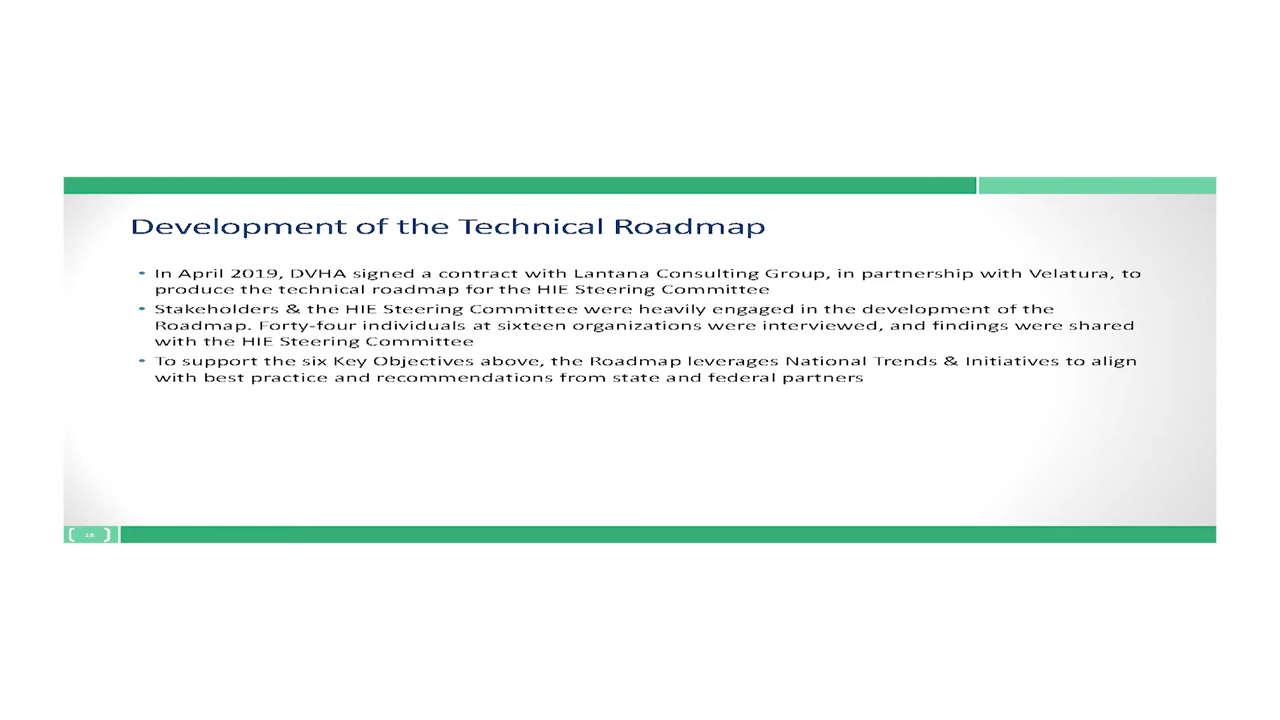 Development of the Technical Roadmap
• In April 2019, DVHA signed a contract with Lantana Consulting Group, in partnership with Velatura, to
produce the technical roadmap for the HIE Steering Committee
• Stakeholders & the HIE Steering Committee were heavily engaged in the development of the
Roadmap. Forty-four individuals at sixteen organizations were interviewed, and findings were shared
with the HIE Steering Committee
• To support the six Key Objectives above, the Roadmap leverages National Trends & Initiatives to align
with best practice and recommendations from state and federal partners